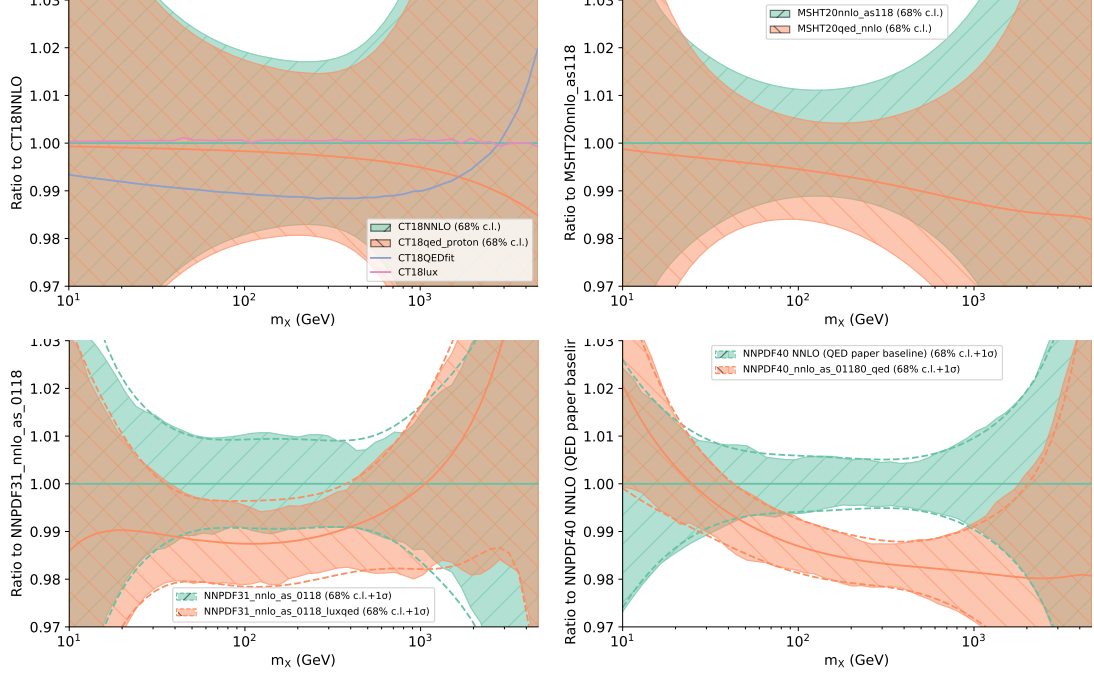 1.03
1.02
1.01
1.00
0.99
0.98
0.97
Ratio to CT18NNLO
CT18NNLO (68% c.l.)
CT18qed_proton (68% c.l.)
CT18QEDfit
CT18lux
10¹ 10² 10³
mX (GeV)
1.03
1.02
1.01
1.00
0.99
0.98
0.97
Ratio to MSHT20nnlo_as118
MSHT20nnlo_as118 (68% c.l.)
MSHT20qed_nnlo (68% c.l.)
10¹ 10² 10³
mX (GeV)
1.03
1.02
1.01
1.00
0.99
0.98
0.97
Ratio to NNPDF31_nnlo_as_0118
NNPDF31_nnlo_as_0118 (68% c.l.+1σ)
NNPDF31_nnlo_as_0118_luxqed (68% c.l.+1σ)
10¹ 10² 10³
mX (GeV)
1.03
1.02
1.01
1.00
0.99
0.98
0.97
Ratio to NNPDF40 NNLO (QED paper baselir
NNPDF40 NNLO (QED paper baseline) (68% c.l.+1σ)
NNPDF40_nnlo_as_01180_qed (68% c.l.+1σ)
10¹ 10² 10³
mX (GeV)